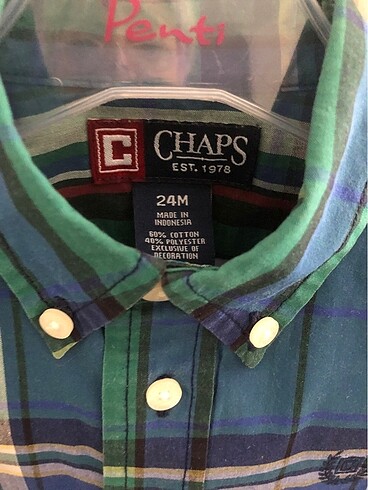 Penti
C
CHAPS
EST. 1978
24M
MADE IN
INDONESIA
60% COTTON
40% POLYESTER
EXCLUSIVE OF
DECORATION